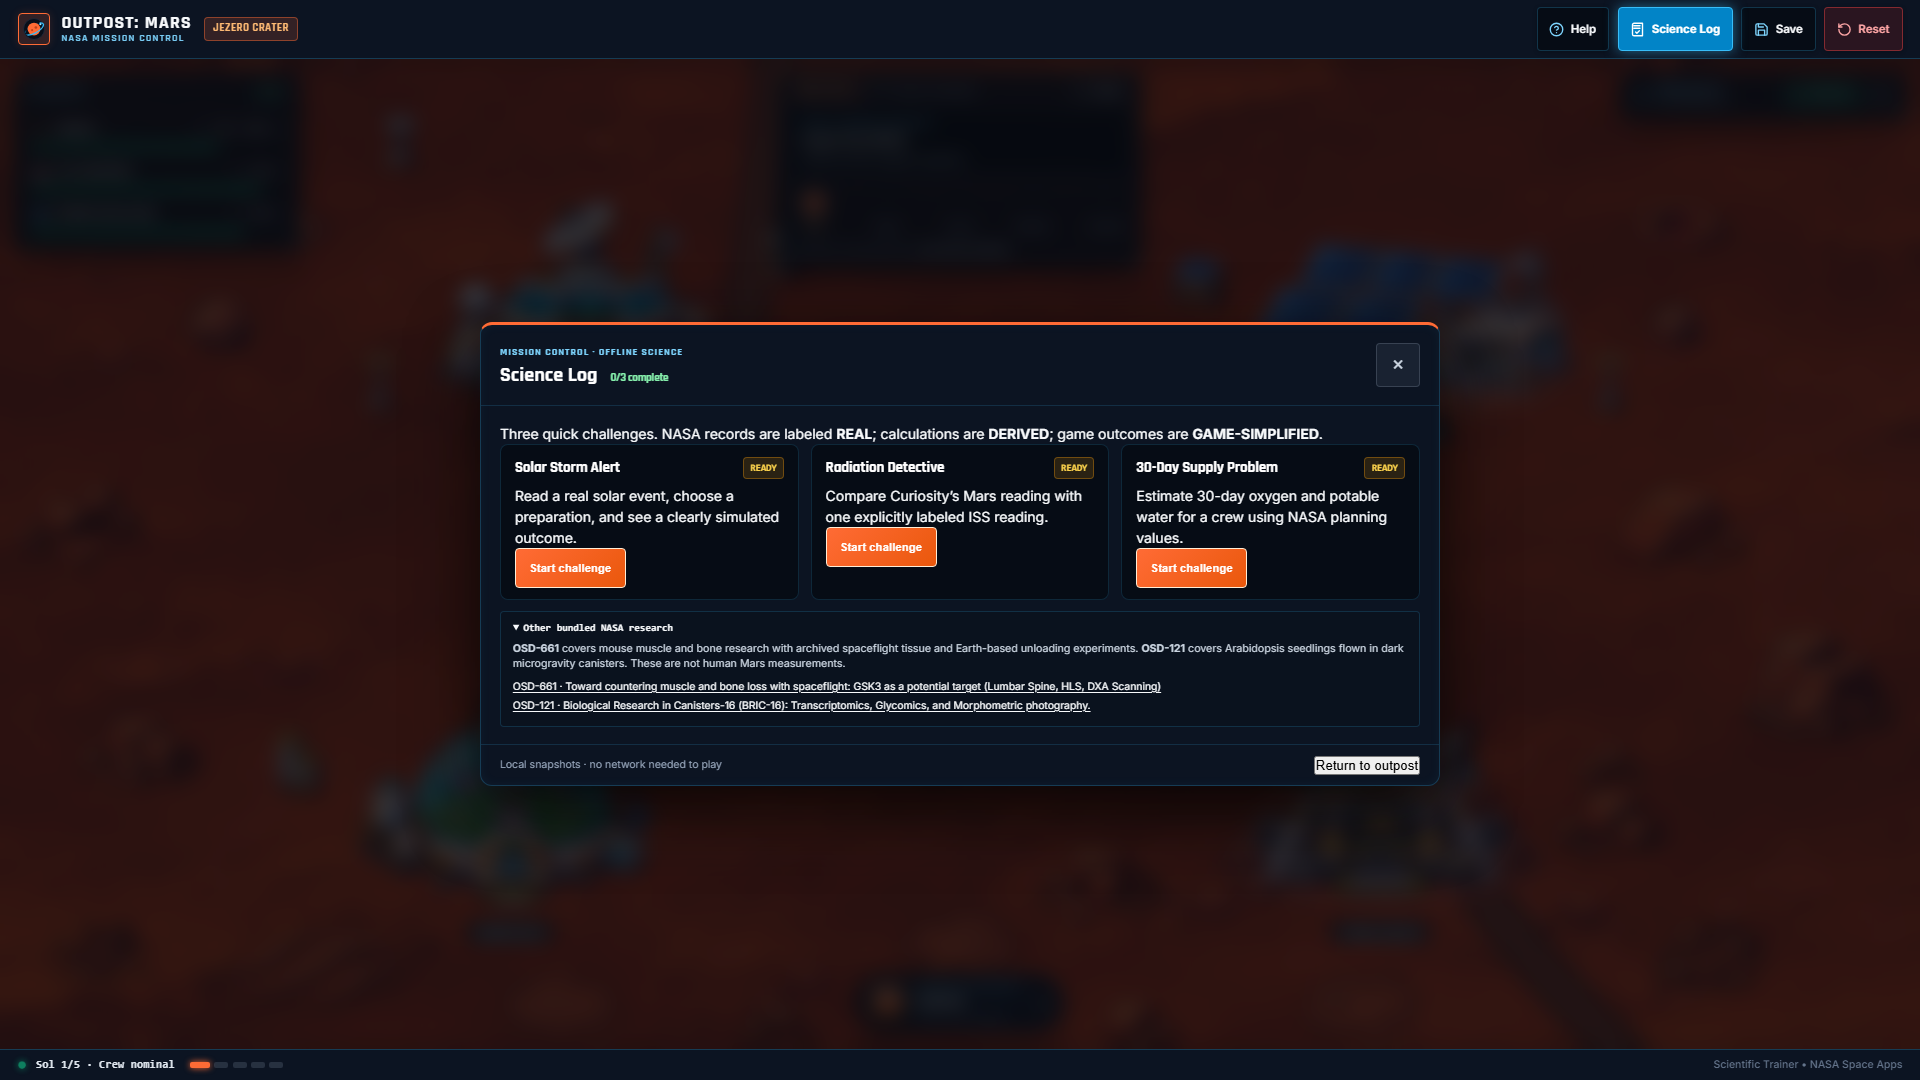 OUTPOST: MARS
NASA MISSION CONTROL
JEZERO CRATER
Help
Science Log
Save
Reset
MISSION CONTROL · OFFLINE SCIENCE
Science Log 0/3 complete
×
Three quick challenges. NASA records are labeled REAL; calculations are DERIVED; game outcomes are GAME-SIMPLIFIED.
Solar Storm Alert READY
Read a real solar event, choose a
preparation, and see a clearly simulated
outcome.
Start challenge
Radiation Detective READY
Compare Curiosity's Mars reading with
one explicitly labeled ISS reading.
Start challenge
30-Day Supply Problem READY
Estimate 30-day oxygen and potable
water for a crew using NASA planning
values.
Start challenge
▼ Other bundled NASA research
OSD-661 covers mouse muscle and bone research with archived spaceflight tissue and Earth-based unloading experiments. OSD-121 covers Arabidopsis seedlings flown in dark
microgravity canisters. These are not human Mars measurements.
OSD-661 · Toward countering muscle and bone loss with spaceflight: GSK3 as a potential target (Lumbar Spine, HLS, DXA Scanning)
OSD-121 · Biological Research in Canisters-16 (BRIC-16): Transcriptomics, Glycomics, and Morphometric photography.
Local snapshots · no network needed to play
Return to outpost
Sol 1/5 · Crew nominal
Scientific Trainer • NASA Space Apps